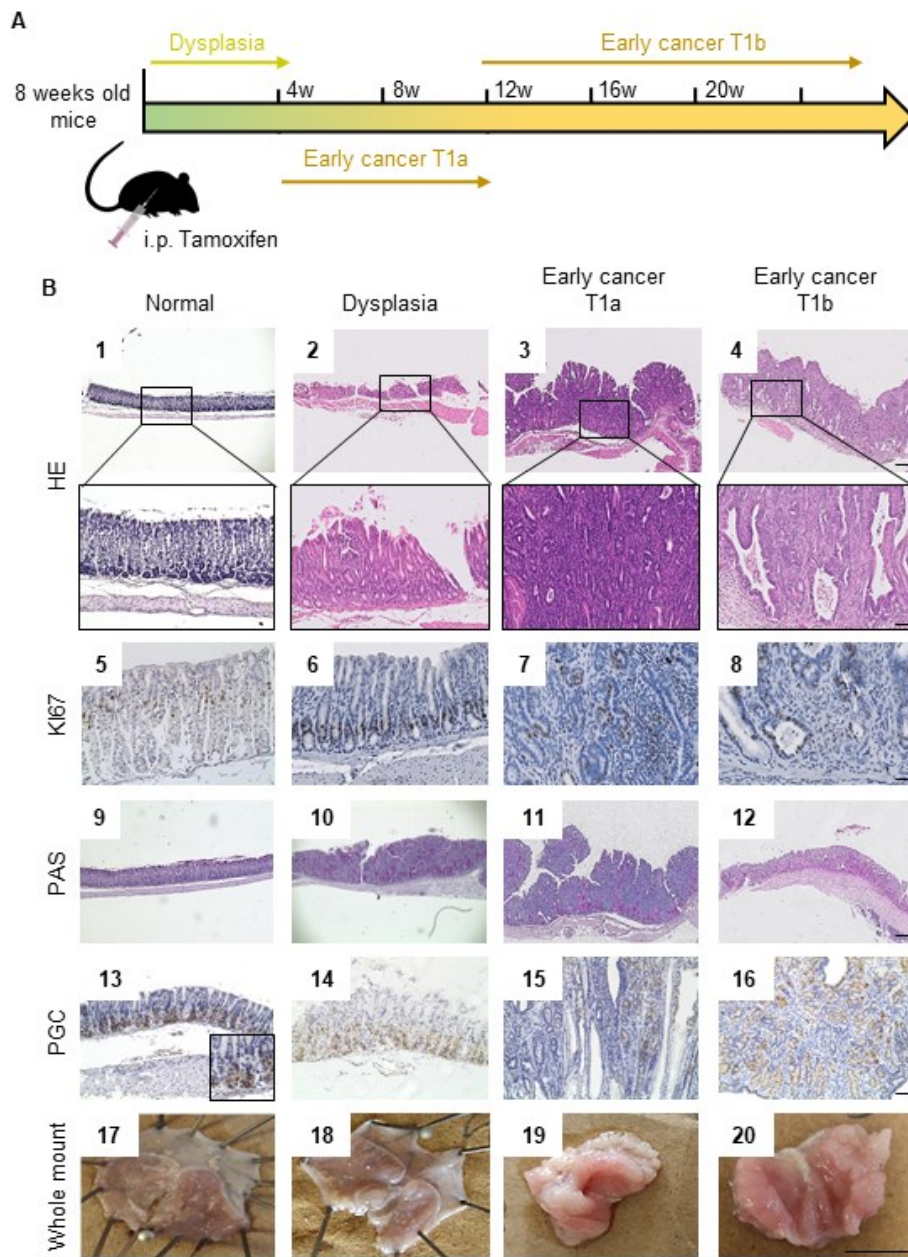 A
Dysplasia
Early cancer T1b
8 weeks old
mice
4w
8w
12w
16w
20w
Early cancer T1a
i.p. Tamoxifen
B
Normal
Dysplasia
Early cancer
T1a
Early cancer
T1b
HE
1
2
3
4
KI67
5
6
7
8
PAS
9
10
11
12
PGC
13
14
15
16
Whole mount
17
18
19
20